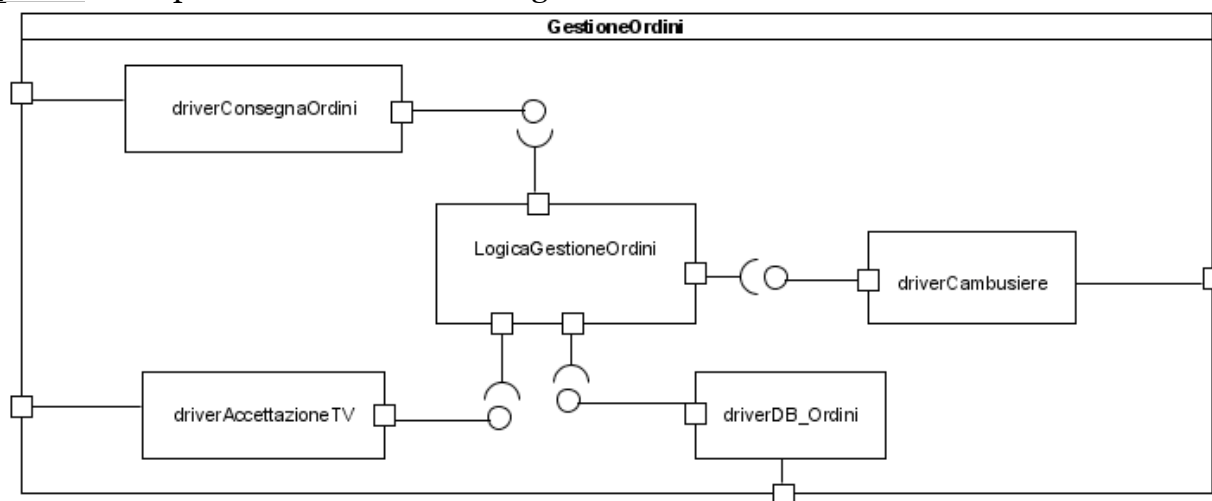 GestioneOrdini
driverConsegnaOrdini
LogicaGestioneOrdini
driverCambusiere
driverAccettazioneTV
driverDB_Ordini